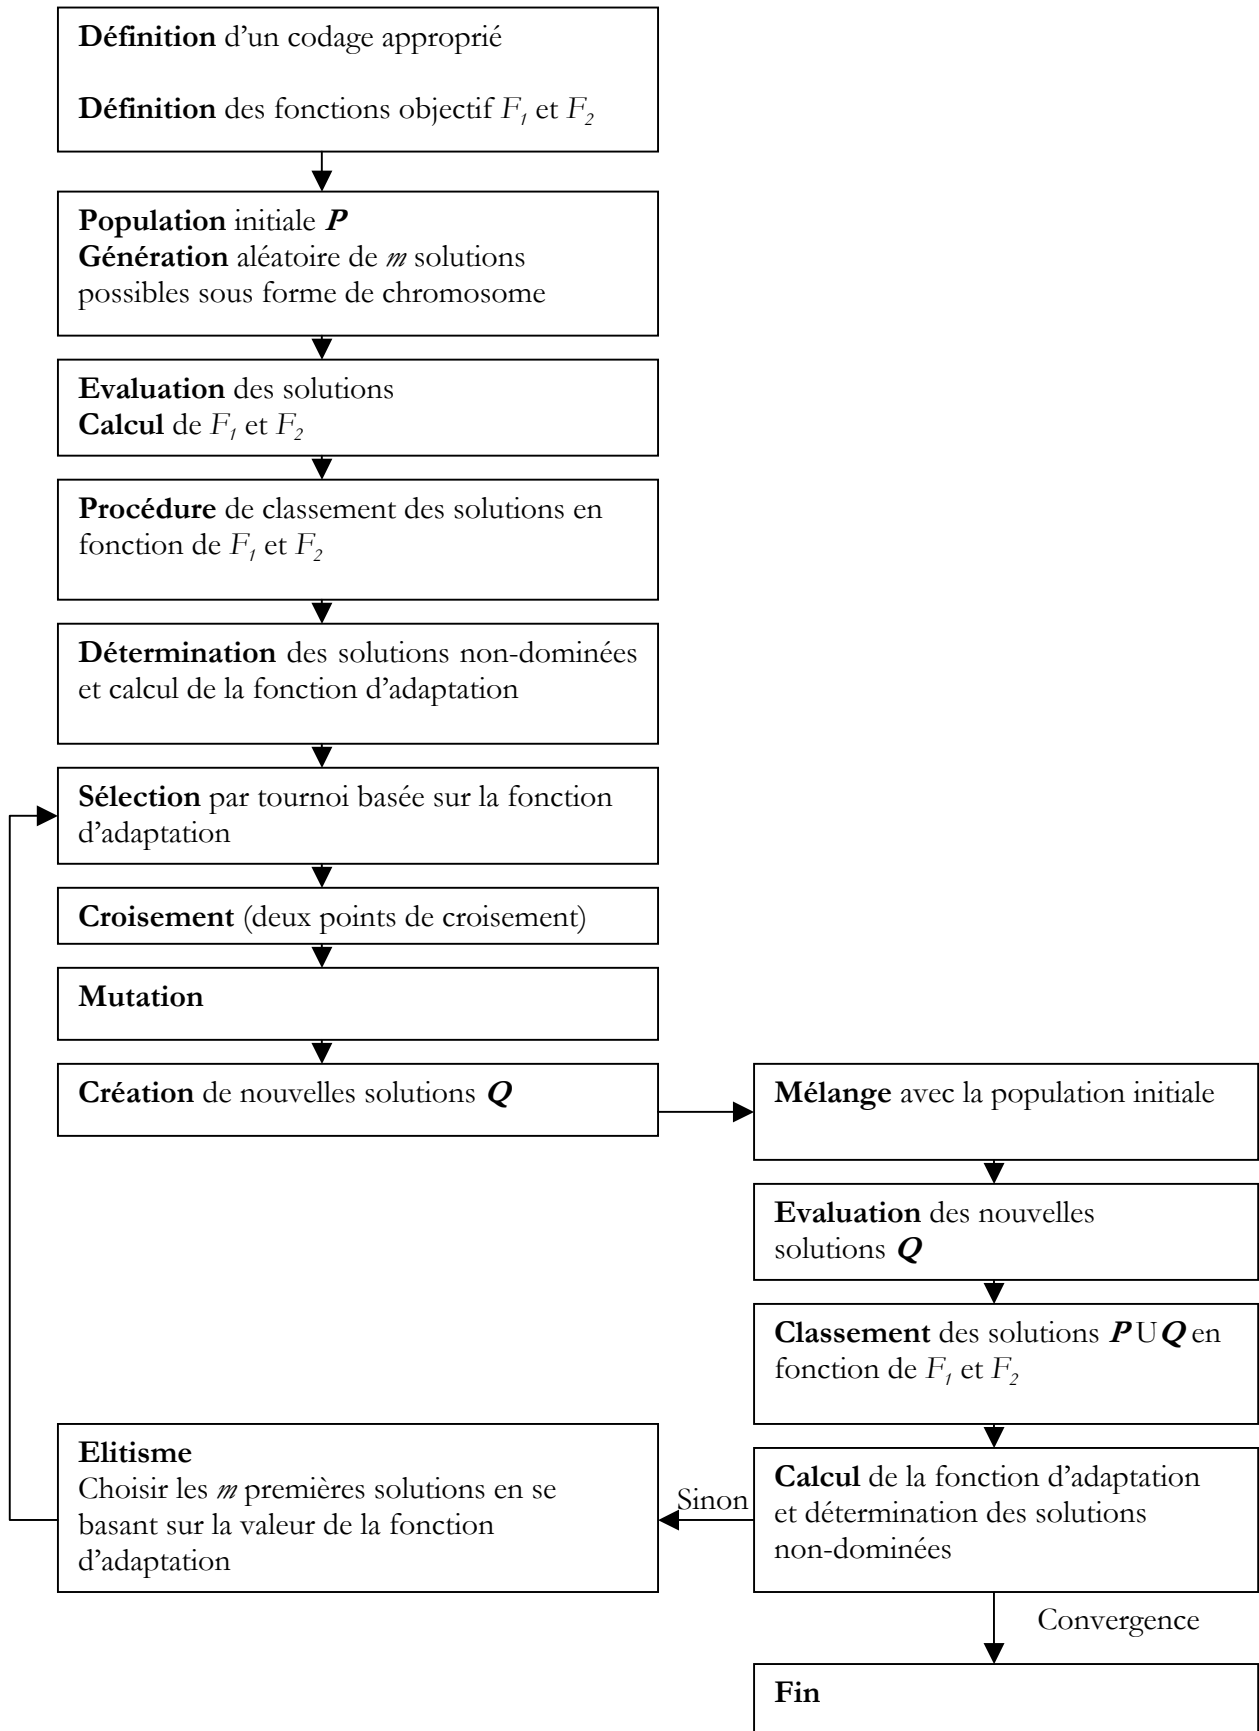 Définition d’un codage approprié
Définition des fonctions objectif F1 et F2
Population initiale P
Génération aléatoire de m solutions
possibles sous forme de chromosome
Evaluation des solutions
Calcul de F1 et F2
Procédure de classement des solutions en
fonction de F1 et F2
Détermination des solutions non-dominées
et calcul de la fonction d’adaptation
Sélection par tournoi basée sur la fonction
d’adaptation
Croisement (deux points de croisement)
Mutation
Création de nouvelles solutions Q
Mélange avec la population initiale
Evaluation des nouvelles
solutions Q
Classement des solutions P U Q en
fonction de F1 et F2
Calcul de la fonction d’adaptation
et détermination des solutions
non-dominées
Sinon
Elitisme
Choisir les m premières solutions en se
basant sur la valeur de la fonction
d’adaptation
Convergence
Fin